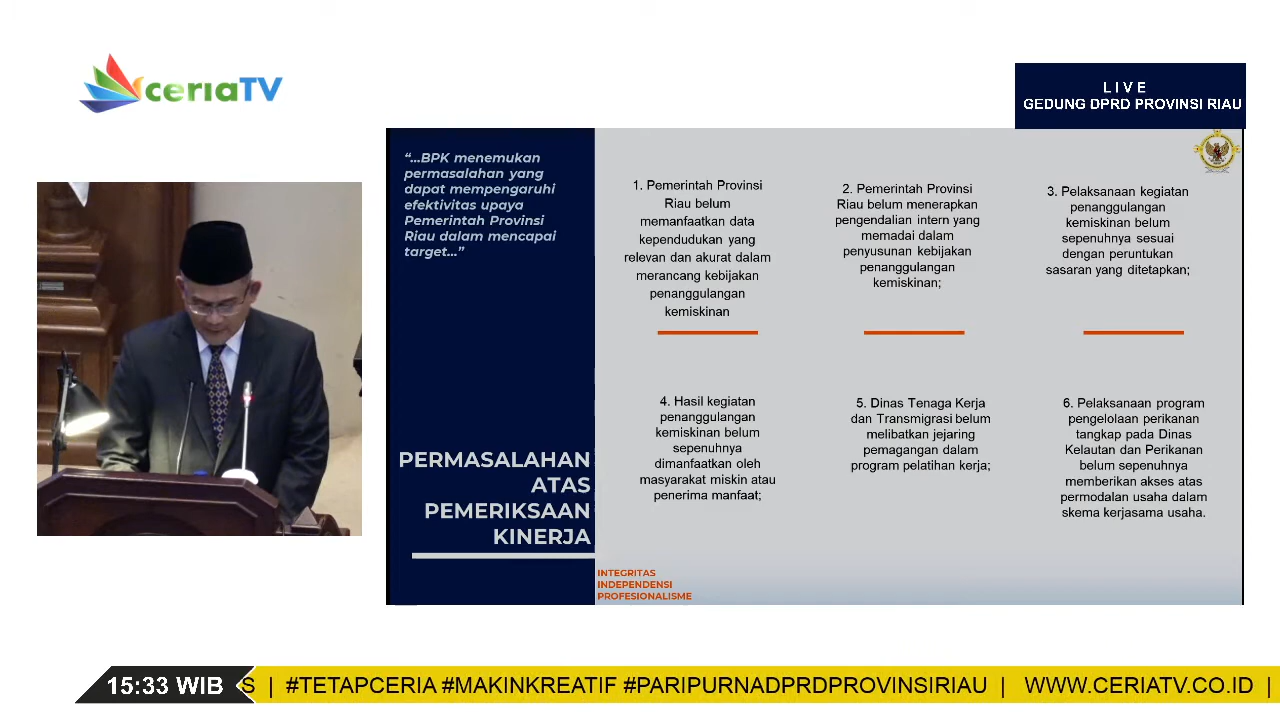 ceriaTV
LIVE
GEDUNG DPRD PROVINSI RIAU
“...BPK menemukan
permasalahan yang
dapat mempengaruhi
efektivitas upaya
Pemerintah Provinsi
Riau dalam mencapai
target...”
PERMASALAHAN
ATAS
PEMERIKSAAN
KINERJA
1. Pemerintah Provinsi
Riau belum
memanfaatkan data
kependudukan yang
relevan dan akurat dalam
merancang kebijakan
penanggulangan
kemiskinan
2. Pemerintah Provinsi
Riau belum menerapkan
pengendalian intern yang
memadai dalam
penyusunan kebijakan
penanggulangan
kemiskinan;
3. Pelaksanaan kegiatan
penanggulangan
kemiskinan belum
sepenuhnya sesuai
dengan peruntukan
sasaran yang ditetapkan;
4. Hasil kegiatan
penanggulangan
kemiskinan belum
sepenuhnya
dimanfaatkan oleh
masyarakat miskin atau
penerima manfaat;
5. Dinas Tenaga Kerja
dan Transmigrasi belum
melibatkan jejaring
pemagangan dalam
program pelatihan kerja;
6. Pelaksanaan program
pengelolaan perikanan
tangkap pada Dinas
Kelautan dan Perikanan
belum sepenuhnya
memberikan akses atas
permodalan usaha dalam
skema kerjasama usaha.
INTEGRITAS
INDEPENDENSI
PROFESIONALISME
15:33 WIB
S | #TETAPCERIA #MAKINKREATIF #PARIPURNADPRDPROVINSIRIAU | WWW.CERIATV.CO.ID |